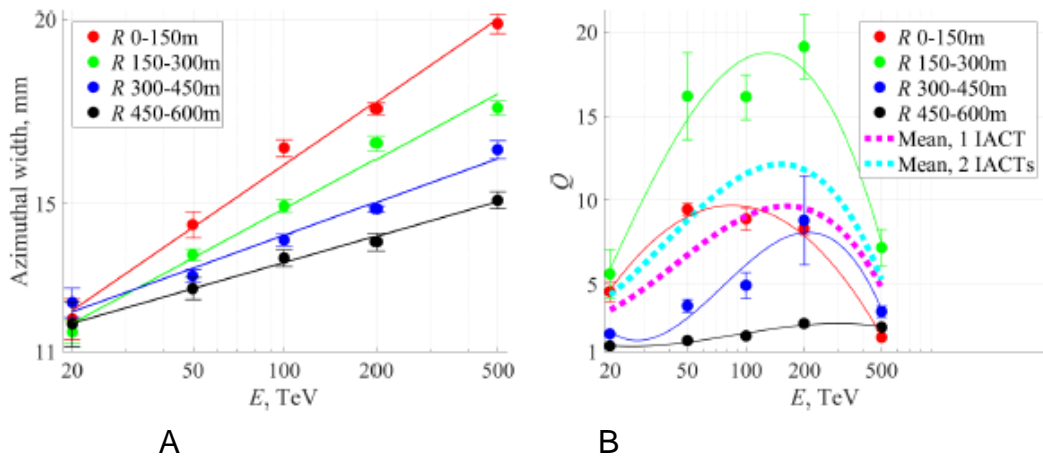 20
R 0-150m
R 150-300m
R 300-450m
R 450-600m
15
11
Azimuthal width, mm
20 50 100 200 500
E, TeV
A
20
15
10
5
1
Q
R 0-150m
R 150-300m
R 300-450m
R 450-600m
Mean, 1 IACT
Mean, 2 IACTs
20 50 100 200 500
E, TeV
B